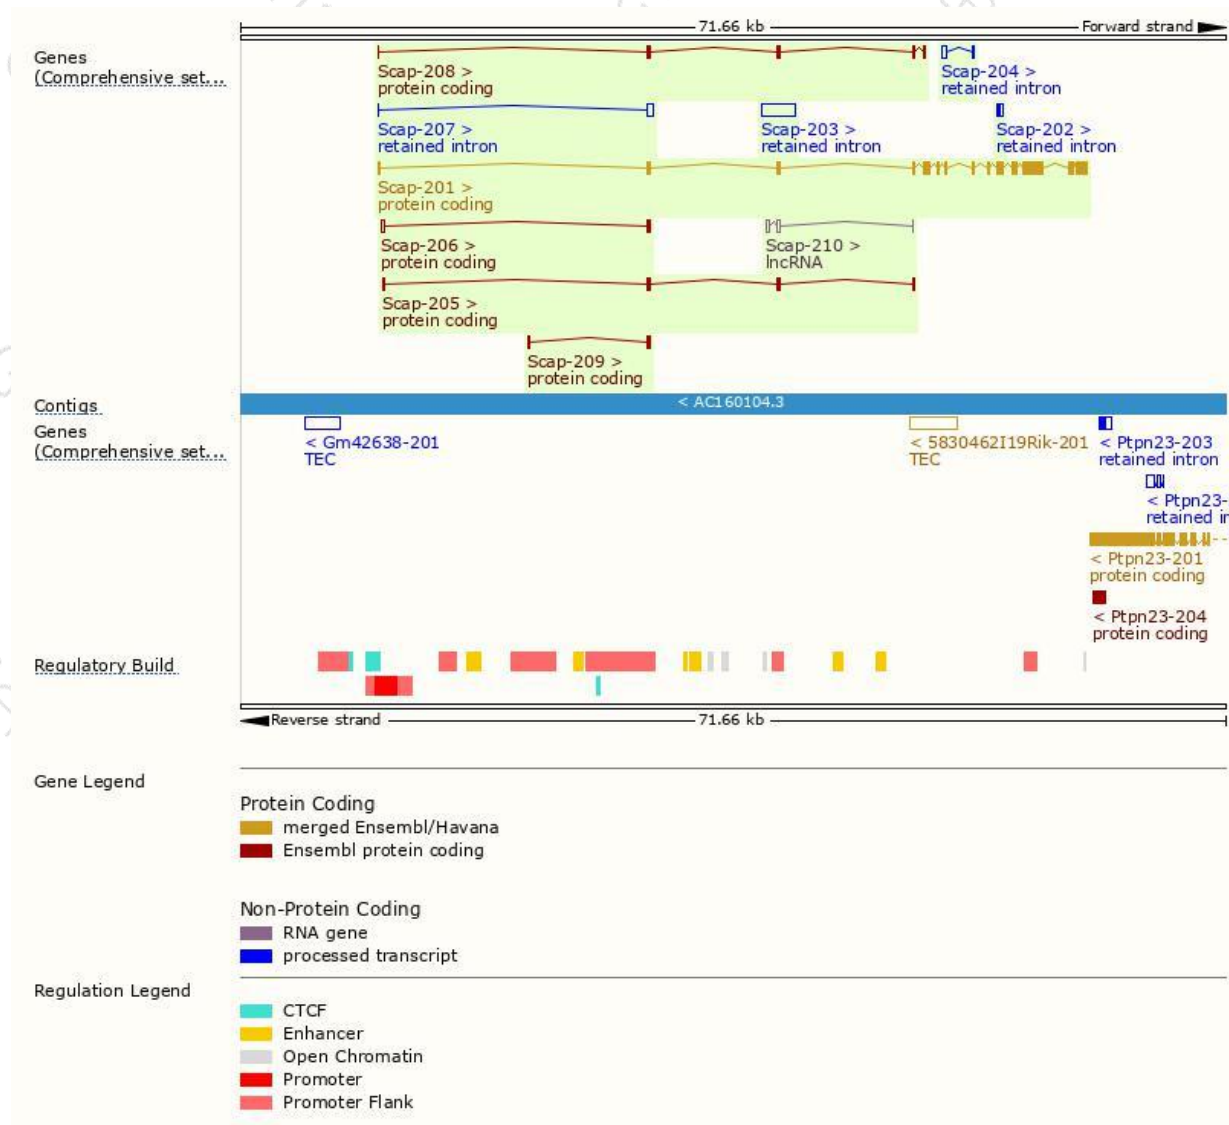 71.66 kb Forward strand
Genes
(Comprehensive set...
Scap-208 >
protein coding
Scap-204 >
retained intron
Scap-207 >
retained intron
Scap-203 >
retained intron
Scap-202 >
retained intron
Scap-201 >
protein coding
Scap-206 >
protein coding
Scap-210 >
lncRNA
Scap-205 >
protein coding
Scap-209 >
protein coding
Contigs
< AC160104.3
Genes
(Comprehensive set...
< Gm42638-201
TEC
< 5830462I19Rik-201
TEC
< Ptpn23-203
retained intron
< Ptpn23-
retained in
< Ptpn23-201
protein coding
< Ptpn23-204
protein coding
Regulatory Build
Reverse strand 71.66 kb
Gene Legend
Protein Coding
merged Ensembl/Havana
Ensembl protein coding
Non-Protein Coding
RNA gene
processed transcript
Regulation Legend
CTCF
Enhancer
Open Chromatin
Promoter
Promoter Flank